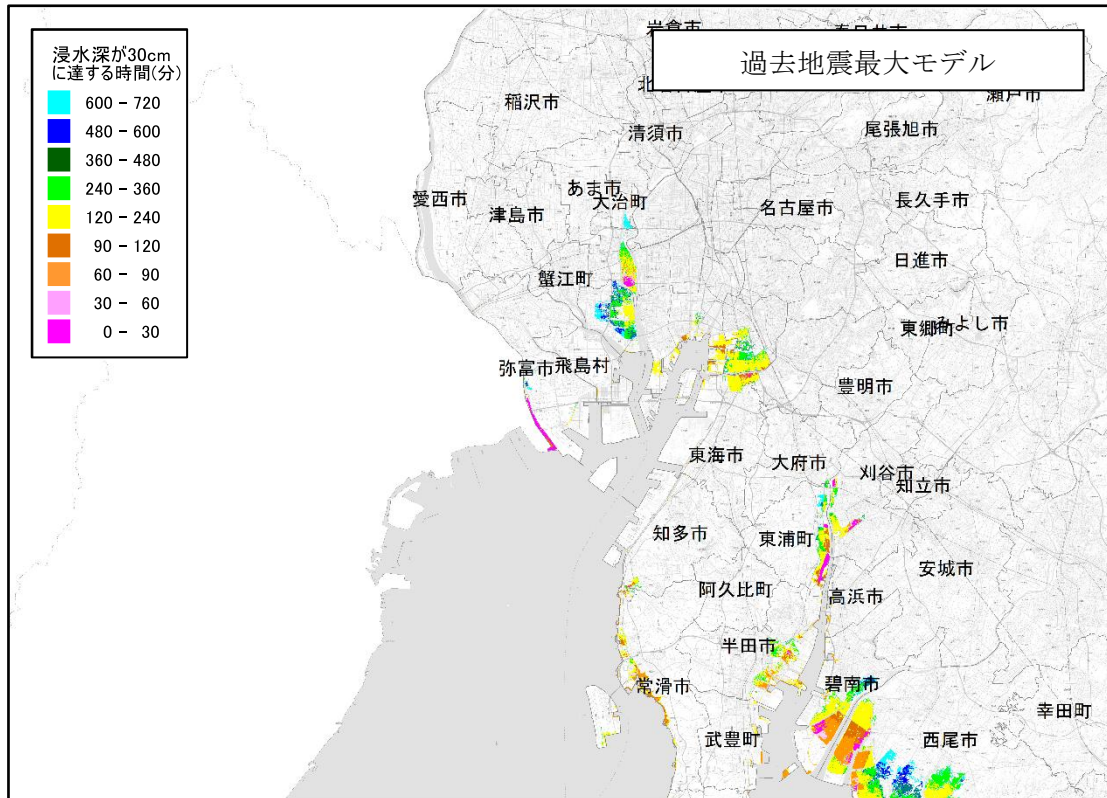 過去地震最大モデル
浸水深が30cm
に達する時間(分)
600 - 720
480 - 600
360 - 480
240 - 360
120 - 240
90 - 120
60 - 90
30 - 60
0 - 30
岩倉市
稲沢市
清須市
瀬戸市
尾張旭市
あま市
大治町
愛西市
津島市
名古屋市
長久手市
蟹江町
日進市
東郷町
みよし市
弥富市
飛島村
豊明市
東海市
大府市
刈谷市
知立市
知多市
東浦町
安城市
阿久比町
高浜市
半田市
常滑市
碧南市
幸田町
武豊町
西尾市